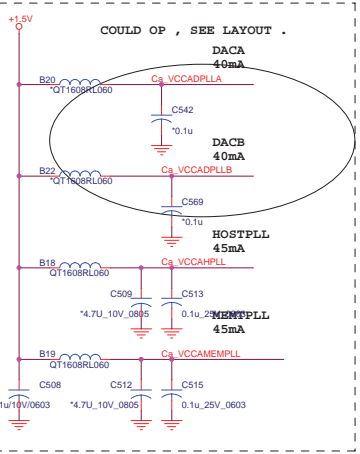 +1.5V
COULD OP , SEE LAYOUT .
DACA
40mA
B20
Ca_VCCADPLLA
*QT1608RL060
C542
*0.1u
DACB
40mA
B22
Ca_VCCADPLLB
*QT1608RL060
C569
*0.1u
HOSTPLL
45mA
B18
Ca_VCCAHPLL
QT1608RL060
C509
C513
*4.7U_10V_0805
0.1u_25V_0603
MEMTPLL
45mA
B19
Ca_VCCAMEMPLL
QT1608RL060
C508
C512
C515
1u/10V/0603
*4.7U_10V_0805
0.1u_25V_0603